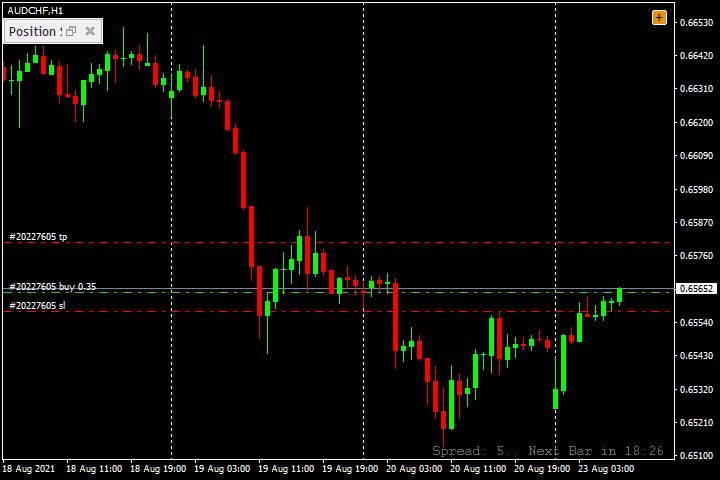 AUDCHF,H1
Position S
0.66530
0.66420
0.66310
0.66200
0.66090
0.65980
0.65870
#20227605 tp
0.65760
#20227605 buy 0.35
0.65652
#20227605 sl
0.65540
0.65430
0.65320
0.65210
Spread: 5.. Next Bar in 18:26
0.65100
18 Aug 2021
18 Aug 11:00
18 Aug 19:00
19 Aug 03:00
19 Aug 11:00
19 Aug 19:00
20 Aug 03:00
20 Aug 11:00
20 Aug 19:00
23 Aug 03:00